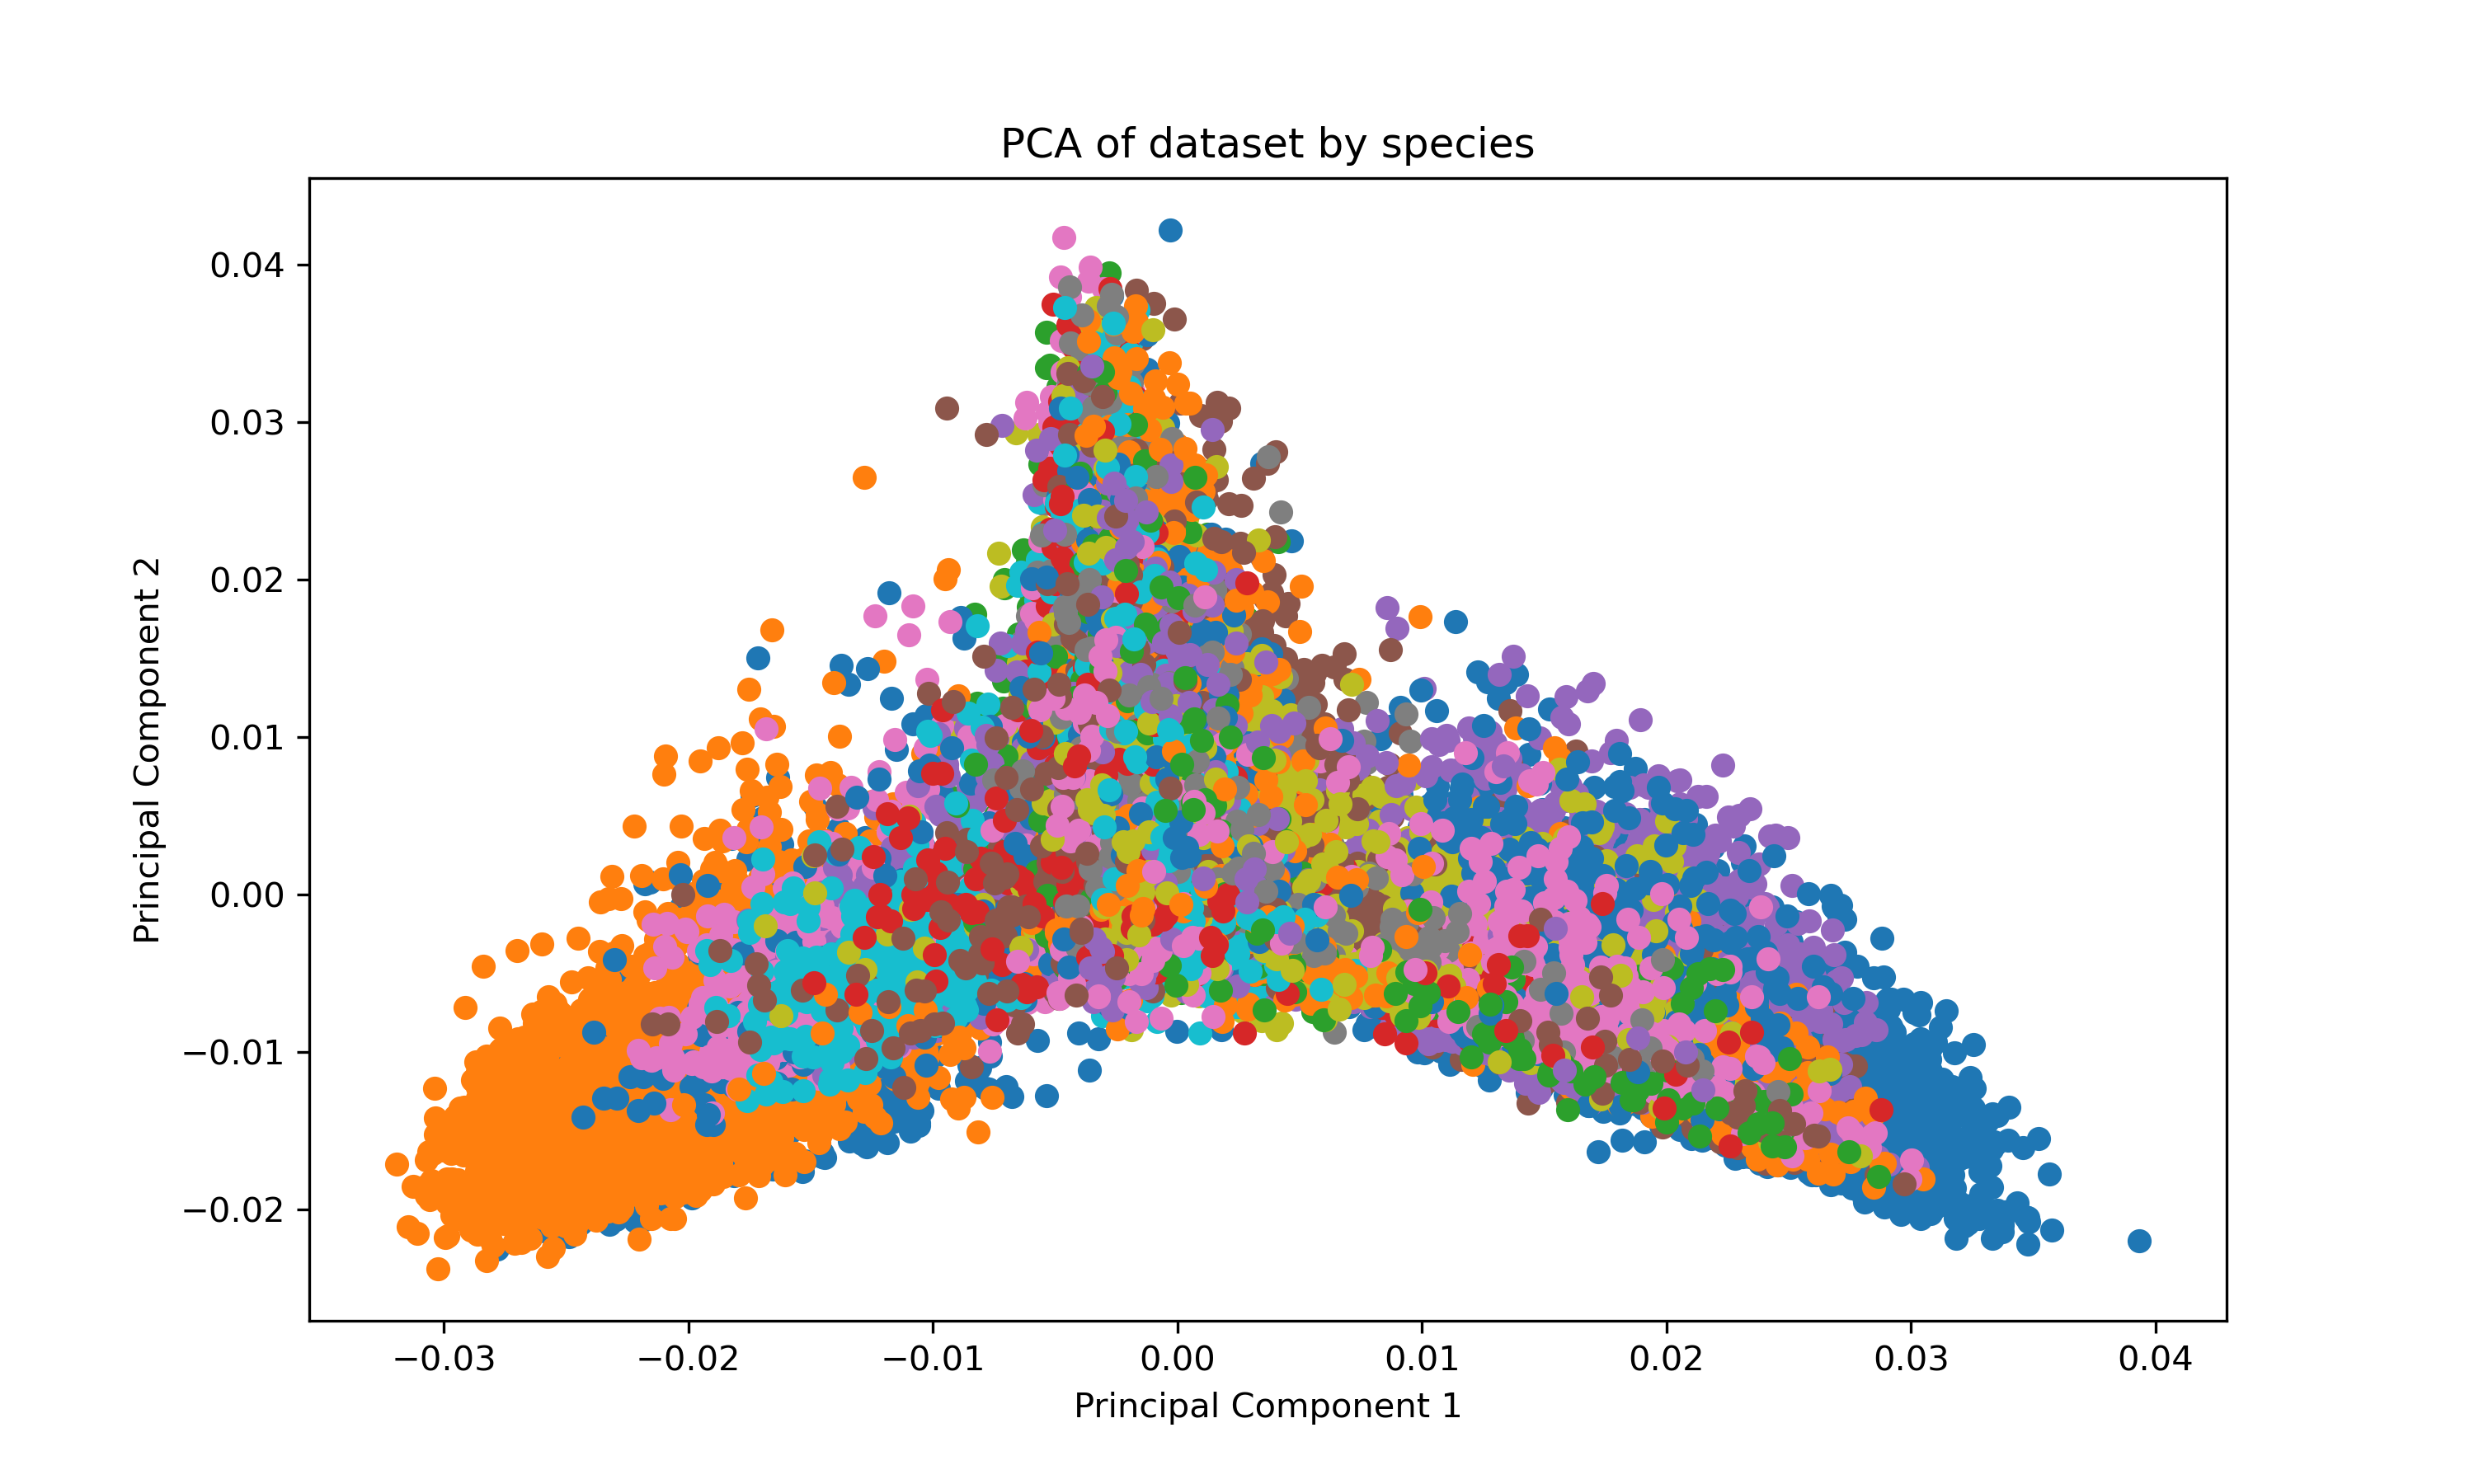 PCA of dataset by species
0.04
0.03
0.02
0.01
0.00
−0.01
−0.02
Principal Component 2
−0.03 −0.02 −0.01 0.00 0.01 0.02 0.03 0.04
Principal Component 1